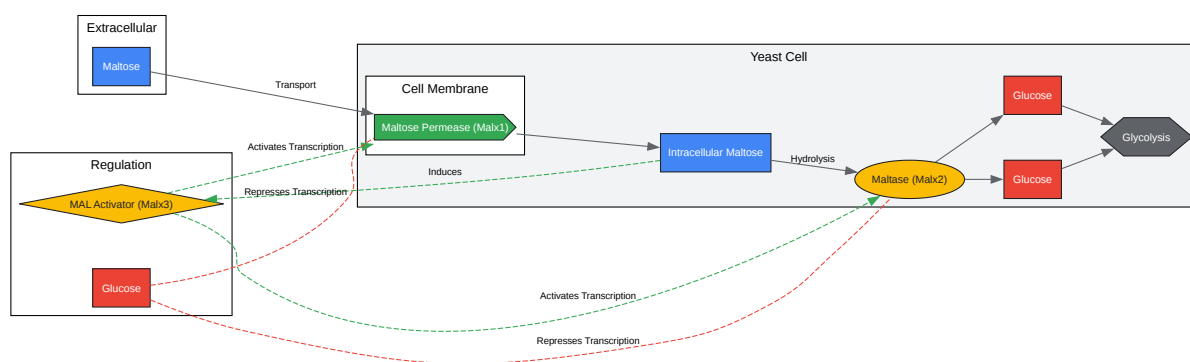 Extracellular
Maltose
Transport
Yeast Cell
Cell Membrane
Maltose Permease (Malx1)
Glucose
Glycolysis
Intracellular Maltose
Hydrolysis
Maltase (Malx2)
Glucose
Regulation
Activates Transcription
Induces
Represses Transcription
MAL Activator (Malx3)
Glucose
Activates Transcription
Represses Transcription